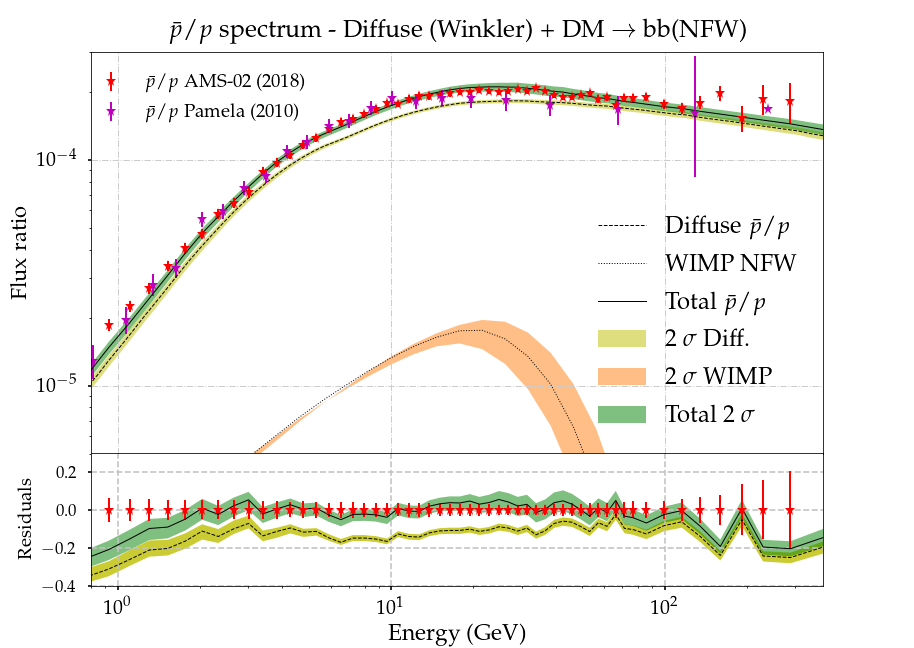 p̄/p spectrum - Diffuse (Winkler) + DM → bb(NFW)
p̄/p AMS-02 (2018)
p̄/p Pamela (2010)
10⁻⁴
Flux ratio
Diffuse p̄/p
WIMP NFW
Total p̄/p
2 σ Diff.
2 σ WIMP
Total 2 σ
10⁻⁵
0.2
0.0
−0.2
−0.4
Residuals
10⁰
10¹
10²
Energy (GeV)